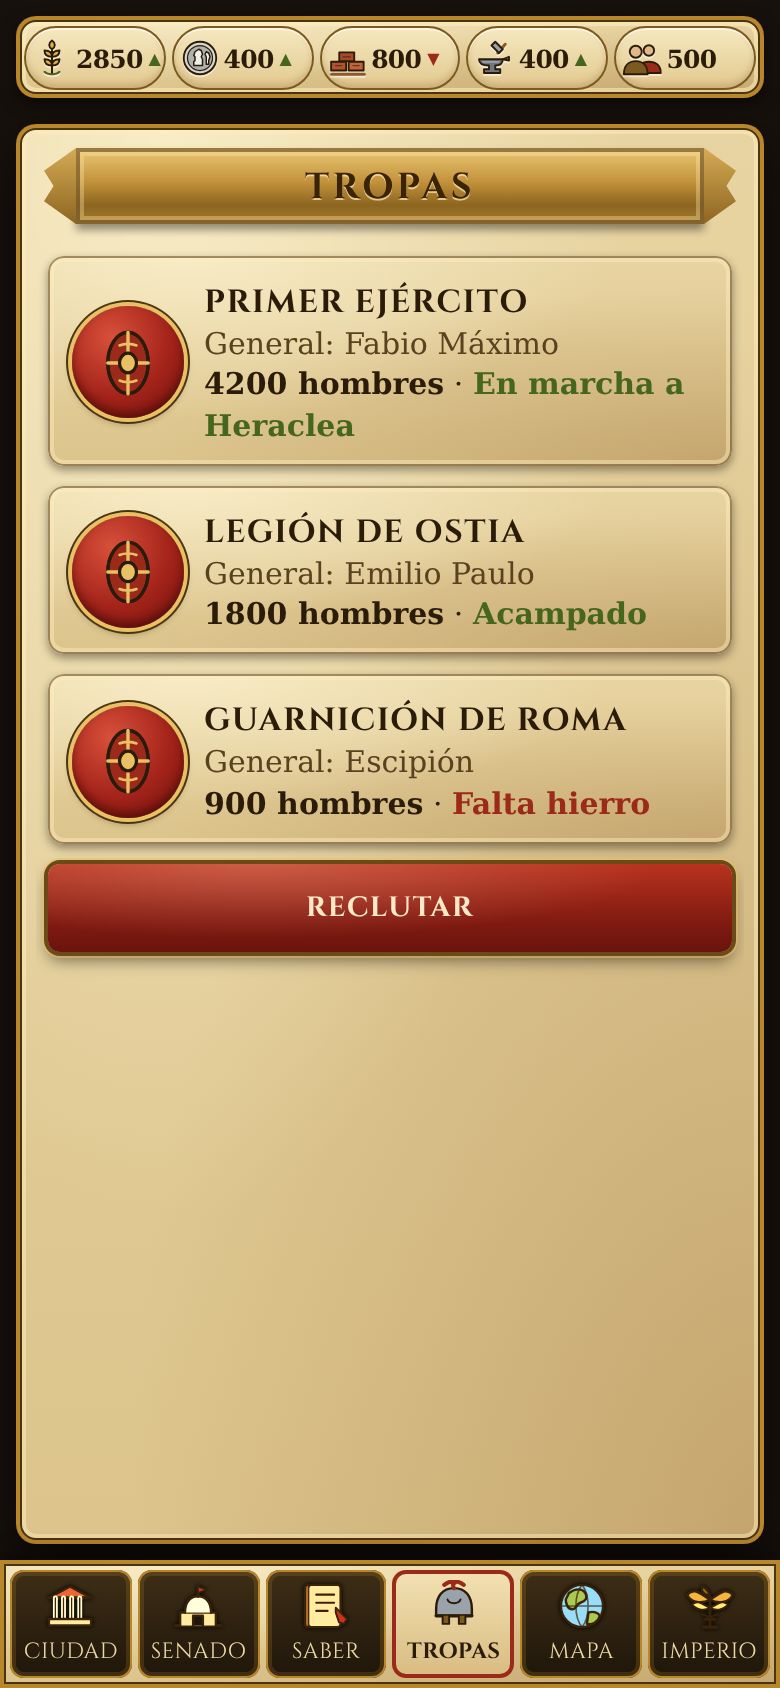 2850 ▲ 400 ▲ 800 ▼ 400 ▲ 500
TROPAS
PRIMER EJÉRCITO
General: Fabio Máximo
4200 hombres · En marcha a
Heraclea
LEGIÓN DE OSTIA
General: Emilio Paulo
1800 hombres · Acampado
GUARNICIÓN DE ROMA
General: Escipión
900 hombres · Falta hierro
RECLUTAR
CIUDAD SENADO SABER TROPAS MAPA IMPERIO